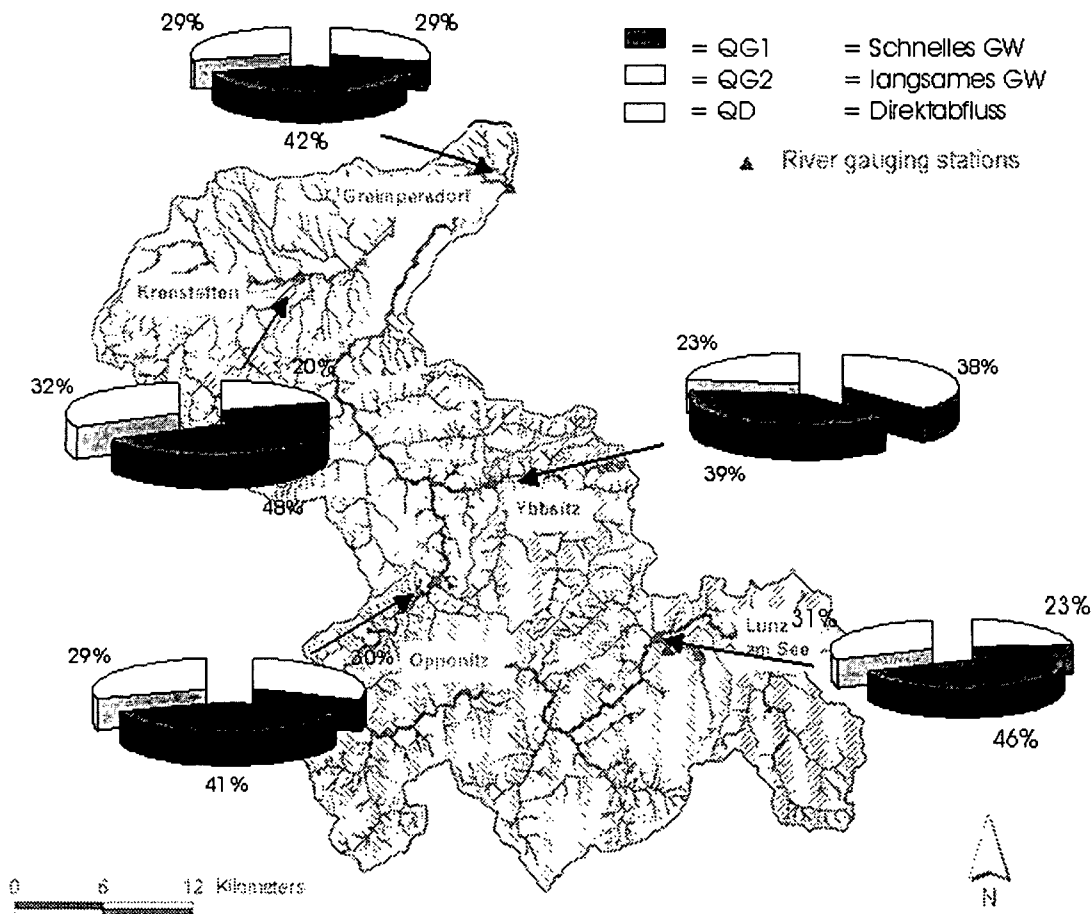 29% 29%
= QG1 = Schnelles GW
= QG2 = langsames GW
= QD = Direktabfluss
42%
River gauging stations
Greimpersdorf
Krenstetten
32% 20%
23% 38%
48%
39%
Ybbsitz
29% 30% Opponitz
31% Lunz am See 23%
41%
46%
0 6 12 Kilometers
N